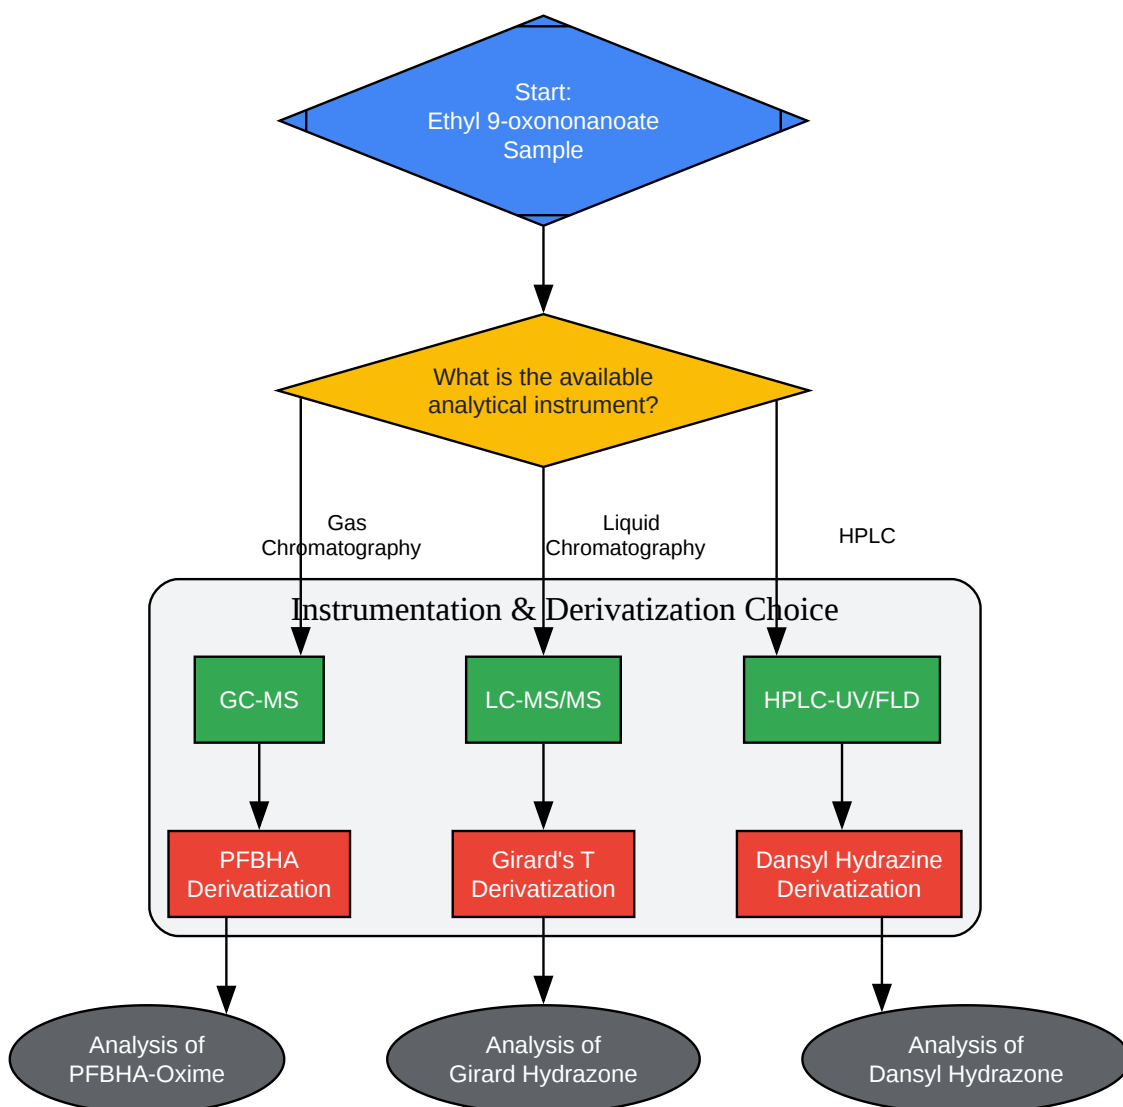 Start:
Ethyl 9-oxononanoate
Sample
What is the available
analytical instrument?
Gas
Chromatography
Liquid
Chromatography
HPLC
Instrumentation & Derivatization Choice
GC-MS
LC-MS/MS
HPLC-UV/FLD
PFBHA
Derivatization
Girard's T
Derivatization
Dansyl Hydrazine
Derivatization
Analysis of
PFBHA-Oxime
Analysis of
Girard Hydrazone
Analysis of
Dansyl Hydrazone